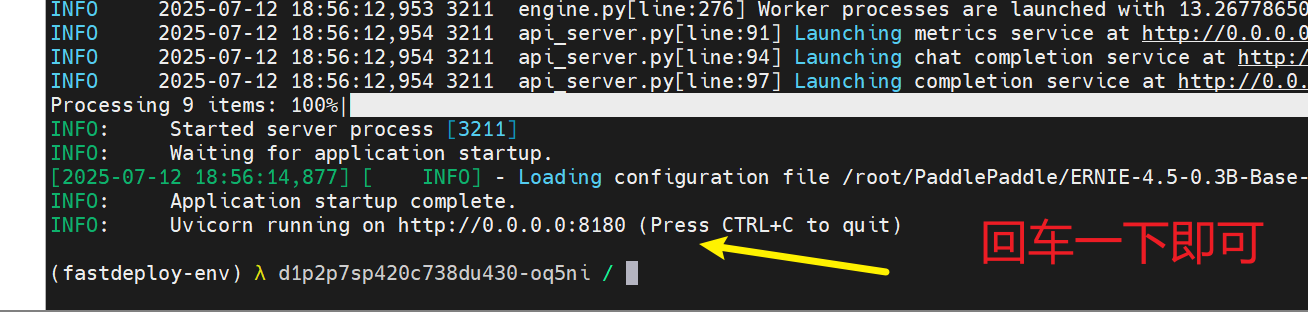 INFO     2025-07-12 18:56:12,953 3211  engine.py[line:276] Worker processes are launched with 13.26778650
INFO     2025-07-12 18:56:12,954 3211  api_server.py[line:91] Launching metrics service at http://0.0.0.0
INFO     2025-07-12 18:56:12,954 3211  api_server.py[line:94] Launching chat completion service at http:/
INFO     2025-07-12 18:56:12,954 3211  api_server.py[line:97] Launching completion service at http://0.0.
Processing 9 items: 100%|
INFO:     Started server process [3211]
INFO:     Waiting for application startup.
[2025-07-12 18:56:14,877] [    INFO] - Loading configuration file /root/PaddlePaddle/ERNIE-4.5-0.3B-Base-
INFO:     Application startup complete.
INFO:     Uvicorn running on http://0.0.0.0:8180 (Press CTRL+C to quit)
回车一下即可
(fastdeploy-env) λ d1p2p7sp420c738du430-oq5ni /